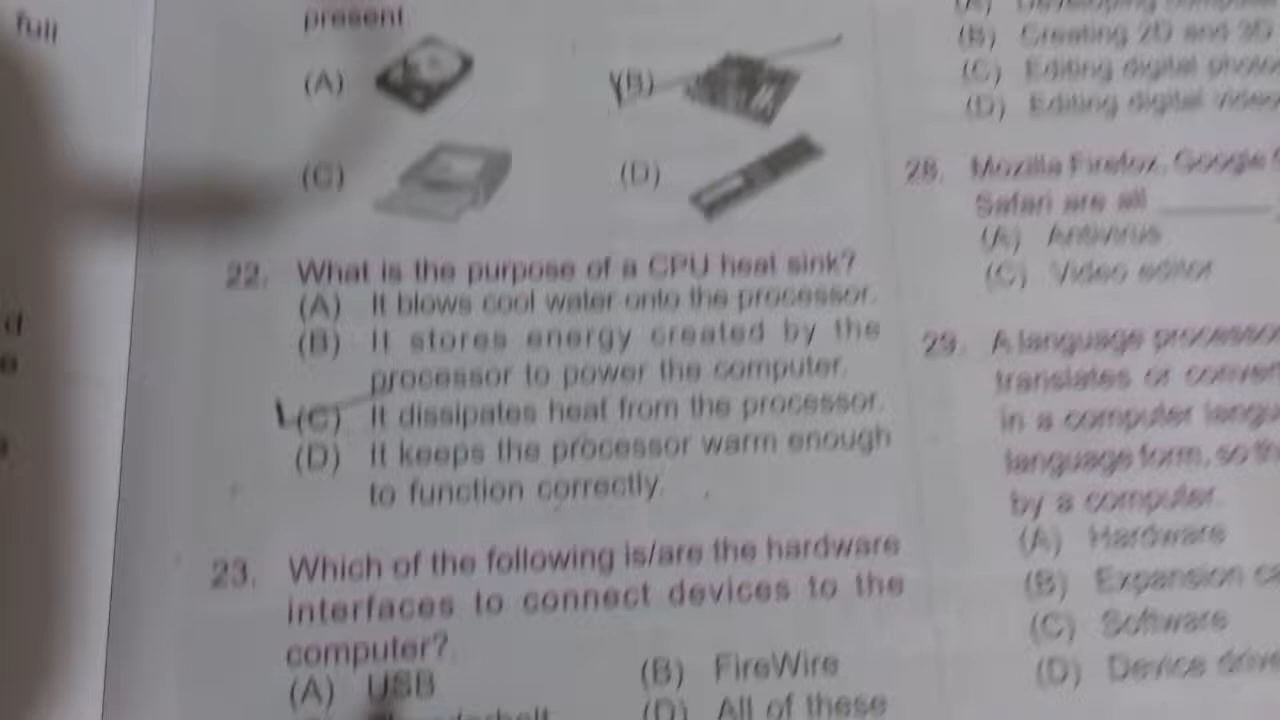 full
present
(A)
(B)
(C)
(D)
22. What is the purpose of a CPU heat sink?
(A) It blows cool water onto the processor.
(B) It stores energy created by the
processor to power the computer.
(C) It dissipates heat from the processor.
(D) It keeps the processor warm enough
to function correctly.
23. Which of the following is/are the hardware
interfaces to connect devices to the
computer?
(A) USB
(B) FireWire
(D) All of these
(B) Creating 2D and 3D
(C) Editing digital
(D) Editing digital
28. Mozilla Firefox, Google
Safari are all ______
(A) Antivirus
(C) Video editor
29. A language
translates or
in a computer
language form, so
by a computer.
(A) Hardware
(B) Expansion
(C) Software
(D) Device